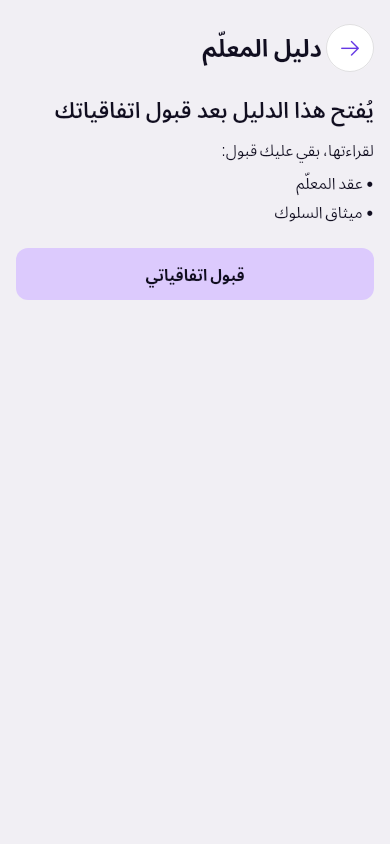 دليل المعلّم
يُفتح هذا الدليل بعد قبول اتفاقياتك
لقراءتها، بقي عليك قبول:
• عقد المعلّم
• ميثاق السلوك
قبول اتفاقياتي